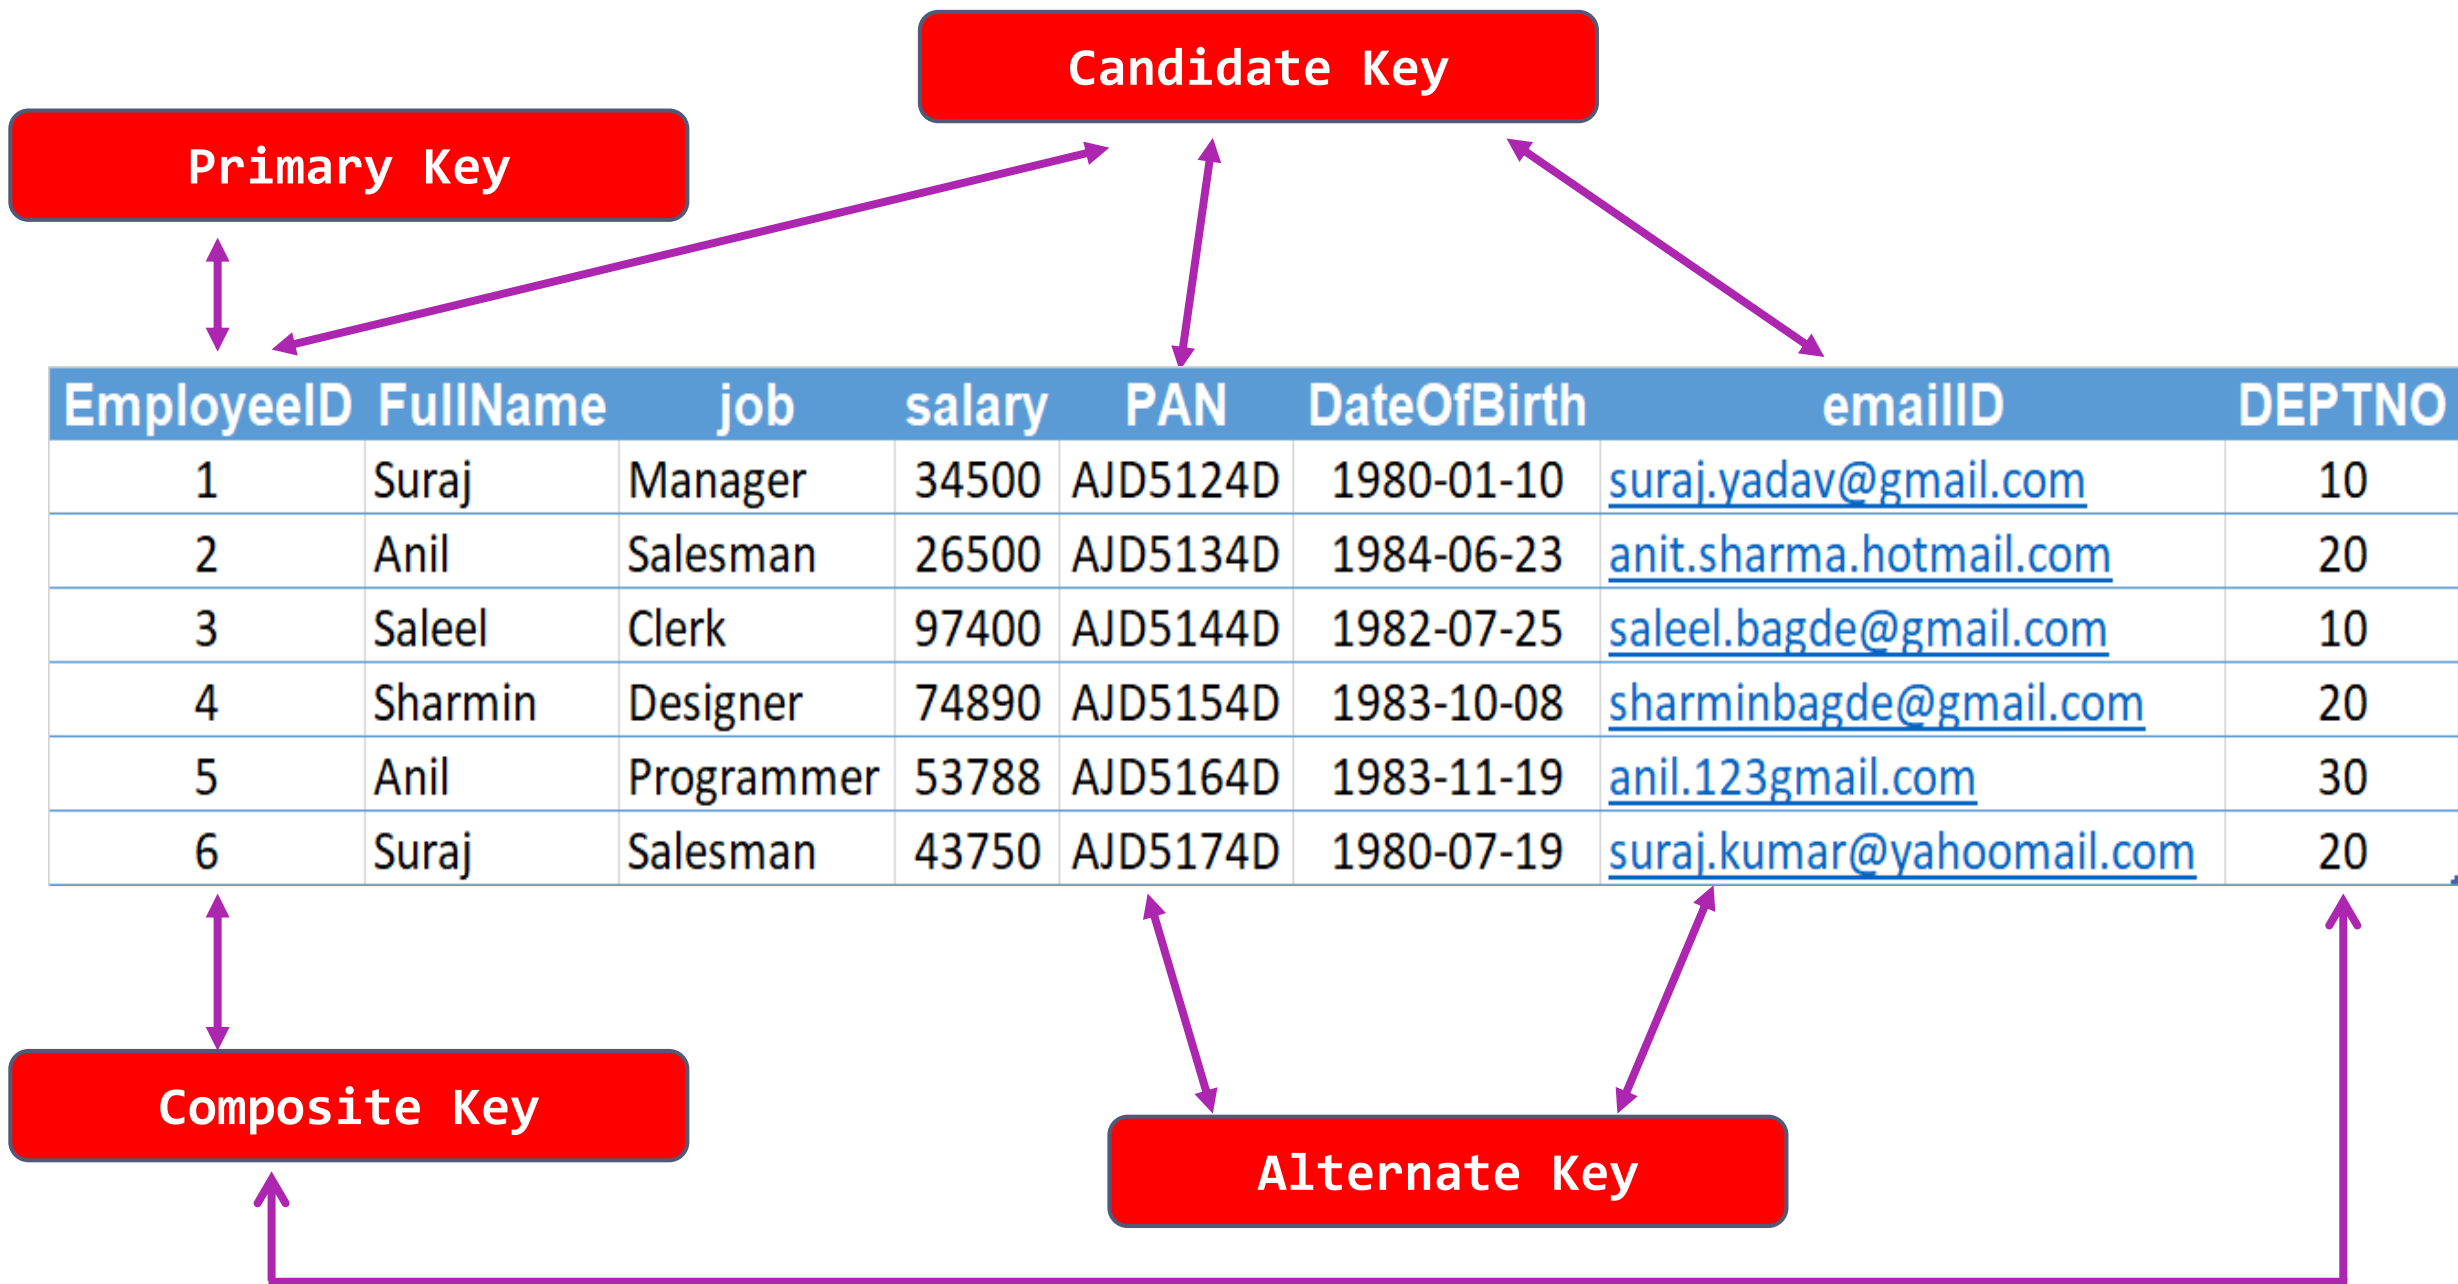 Candidate Key
Primary Key
EmployeeID FullName job salary PAN DateOfBirth emailID DEPTNO
1 Suraj Manager 34500 AJD5124D 1980-01-10 suraj.yadav@gmail.com 10
2 Anil Salesman 26500 AJD5134D 1984-06-23 anit.sharma.hotmail.com 20
3 Saleel Clerk 97400 AJD5144D 1982-07-25 saleel.bagde@gmail.com 10
4 Sharmin Designer 74890 AJD5154D 1983-10-08 sharminbagde@gmail.com 20
5 Anil Programmer 53788 AJD5164D 1983-11-19 anil.123gmail.com 30
6 Suraj Salesman 43750 AJD5174D 1980-07-19 suraj.kumar@yahoomail.com 20
Composite Key
Alternate Key